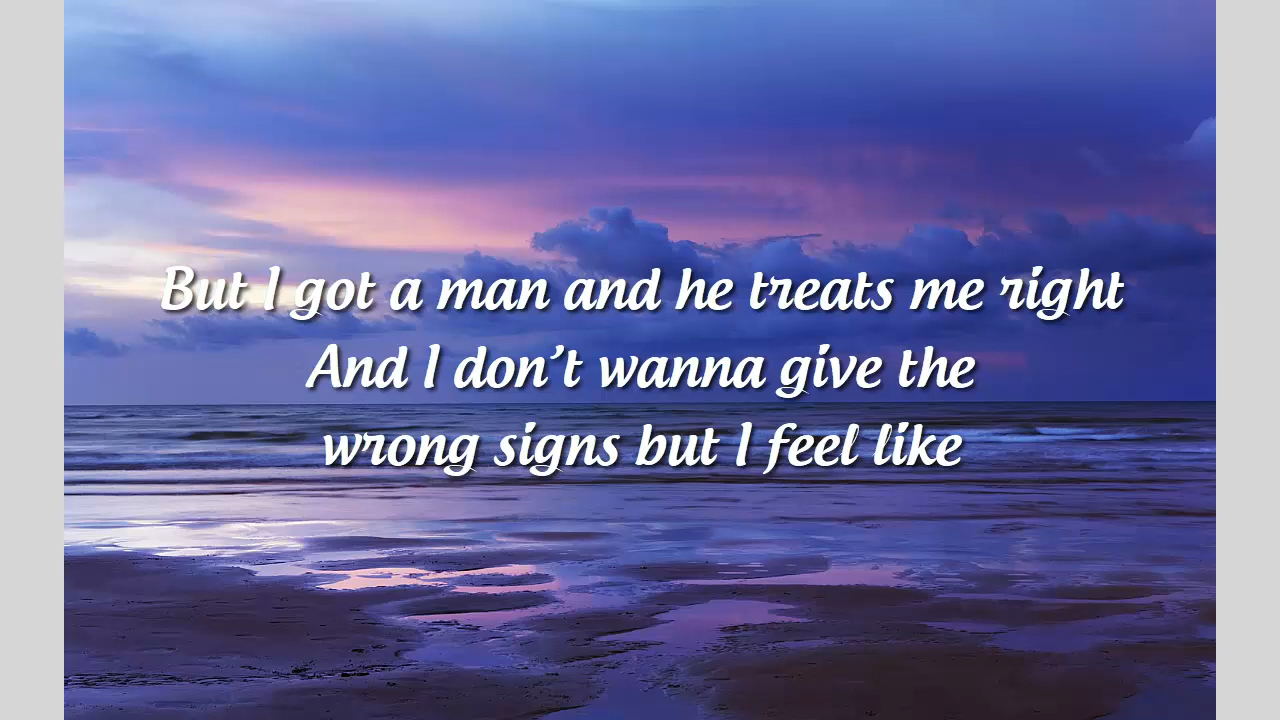 But I got a man and he treats me right
And I don't wanna give the
wrong signs but I feel like